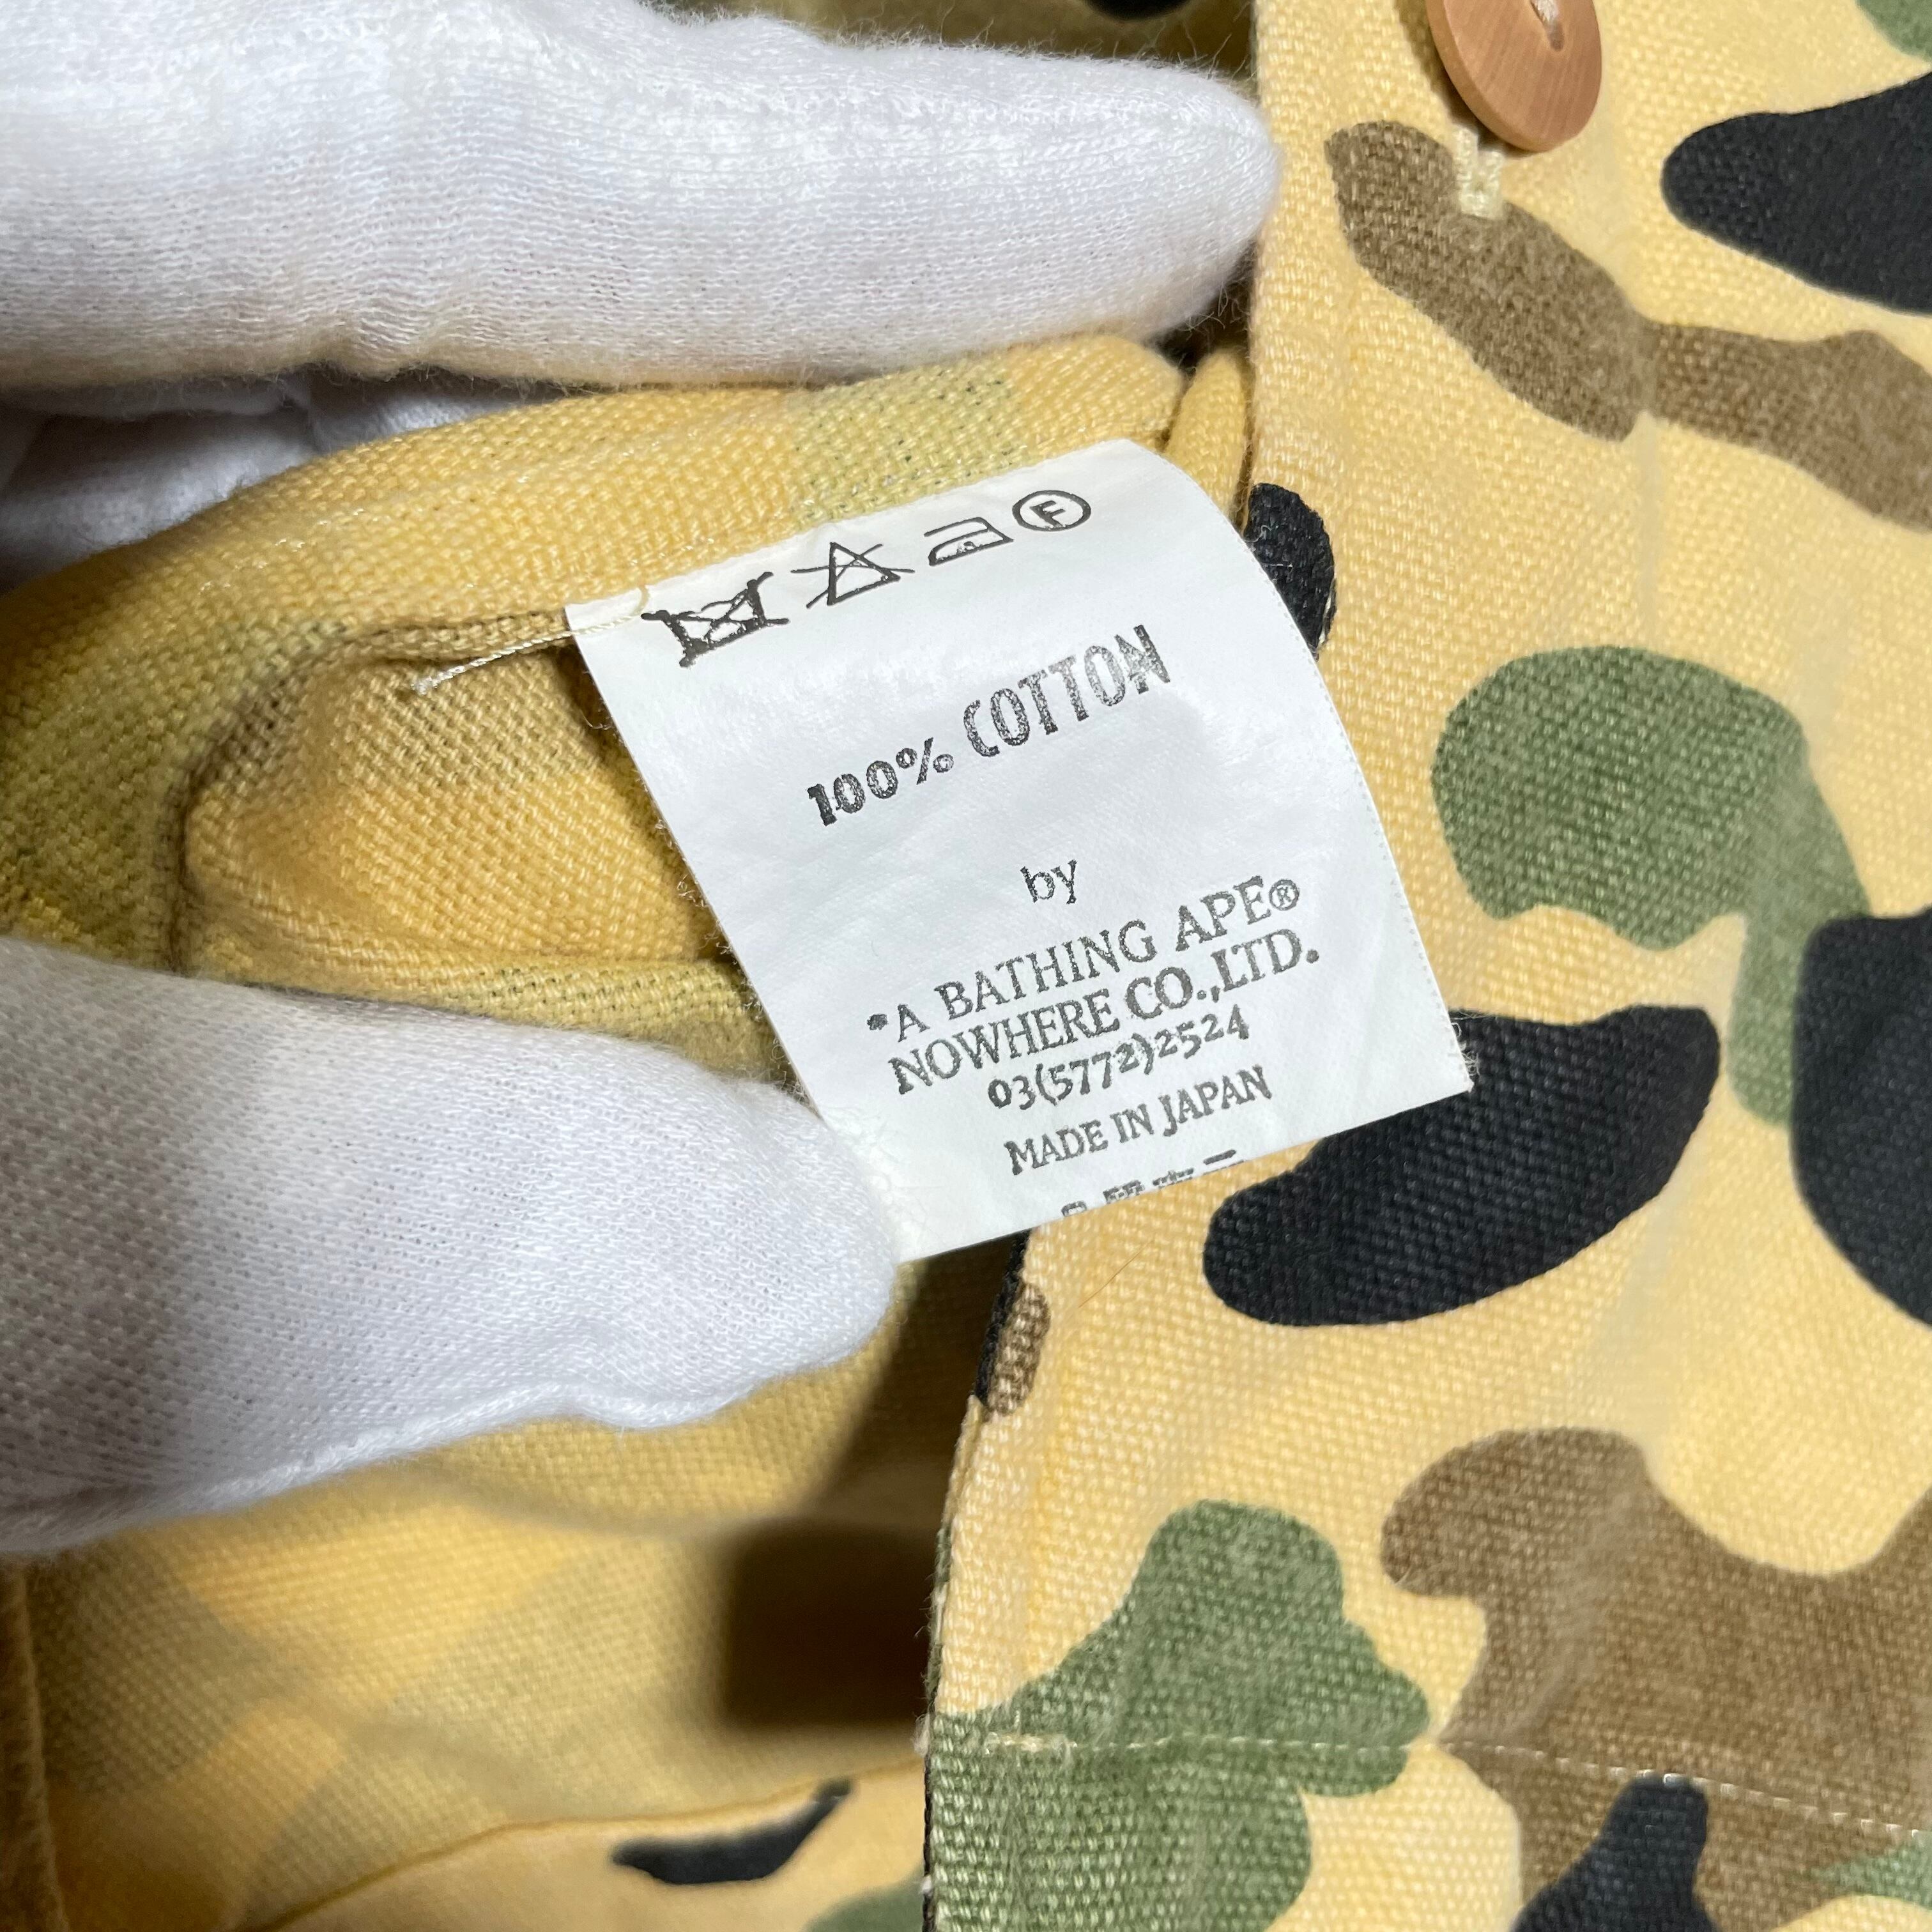 F
100% COTTON
by
*A BATHING APE®
NOWHERE CO.,LTD.
03(5772)2524
MADE IN JAPAN